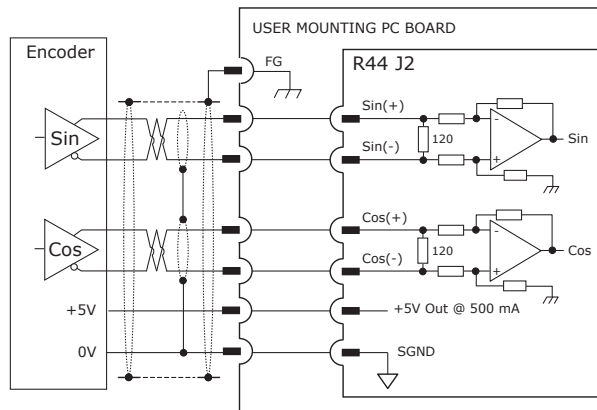 USER MOUNTING PC BOARD
Encoder
FG
R44 J2
Sin
Sin(+)
Sin(-)
120
-
+
Sin
Cos
Cos(+)
Cos(-)
120
-
+
Cos
+5V
+5V Out @ 500 mA
0V
SGND